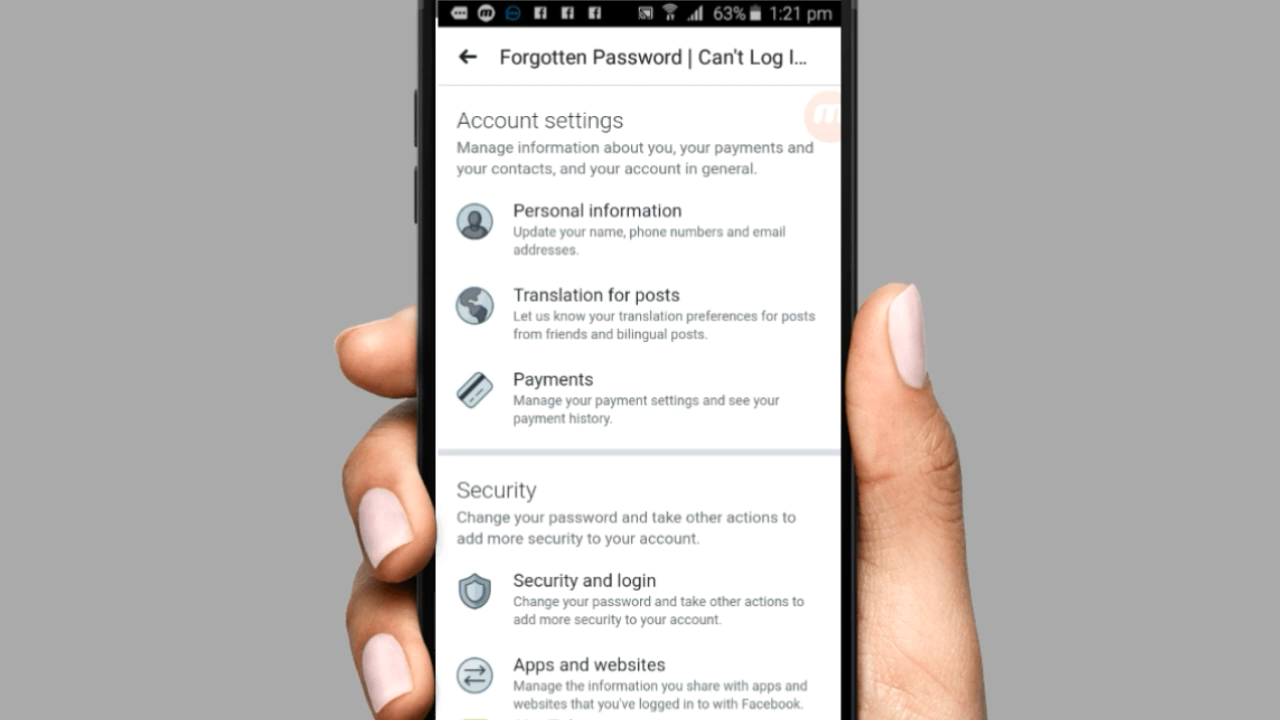 63% 1:21 pm
Forgotten Password | Can't Log I...
Account settings
Manage information about you, your payments and
your contacts, and your account in general.
Personal information
Update your name, phone numbers and email
addresses.
Translation for posts
Let us know your translation preferences for posts
from friends and bilingual posts.
Payments
Manage your payment settings and see your
payment history.
Security
Change your password and take other actions to
add more security to your account.
Security and login
Change your password and take other actions to
add more security to your account.
Apps and websites
Manage the information you share with apps and
websites that you've logged in to with Facebook.